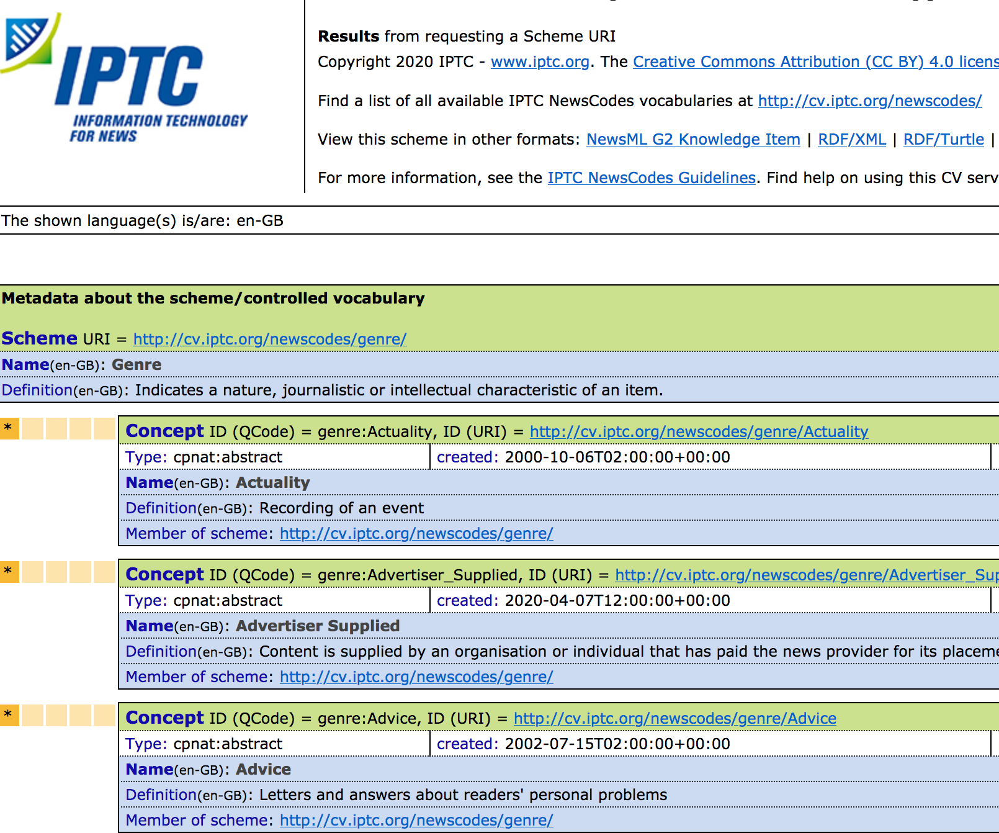 IPTC
INFORMATION TECHNOLOGY
FOR NEWS
Results from requesting a Scheme URI
Copyright 2020 IPTC - www.iptc.org. The Creative Commons Attribution (CC BY) 4.0 licens
Find a list of all available IPTC NewsCodes vocabularies at http://cv.iptc.org/newscodes/
View this scheme in other formats: NewsML G2 Knowledge Item | RDF/XML | RDF/Turtle |
For more information, see the IPTC NewsCodes Guidelines. Find help on using this CV serv
The shown language(s) is/are: en-GB
Metadata about the scheme/controlled vocabulary
Scheme URI = http://cv.iptc.org/newscodes/genre/
Name(en-GB): Genre
Definition(en-GB): Indicates a nature, journalistic or intellectual characteristic of an item.
* Concept ID (QCode) = genre:Actuality, ID (URI) = http://cv.iptc.org/newscodes/genre/Actuality
Type: cpnat:abstract created: 2000-10-06T02:00:00+00:00
Name(en-GB): Actuality
Definition(en-GB): Recording of an event
Member of scheme: http://cv.iptc.org/newscodes/genre/
* Concept ID (QCode) = genre:Advertiser_Supplied, ID (URI) = http://cv.iptc.org/newscodes/genre/Advertiser_Sup
Type: cpnat:abstract created: 2020-04-07T12:00:00+00:00
Name(en-GB): Advertiser Supplied
Definition(en-GB): Content is supplied by an organisation or individual that has paid the news provider for its placeme
Member of scheme: http://cv.iptc.org/newscodes/genre/
* Concept ID (QCode) = genre:Advice, ID (URI) = http://cv.iptc.org/newscodes/genre/Advice
Type: cpnat:abstract created: 2002-07-15T02:00:00+00:00
Name(en-GB): Advice
Definition(en-GB): Letters and answers about readers' personal problems
Member of scheme: http://cv.iptc.org/newscodes/genre/